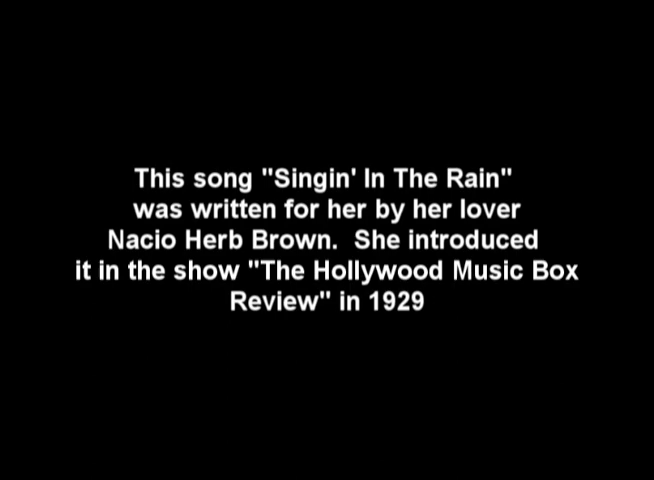 This song "Singin' In The Rain"
was written for her by her lover
Nacio Herb Brown.  She introduced
it in the show "The Hollywood Music Box
Review" in 1929